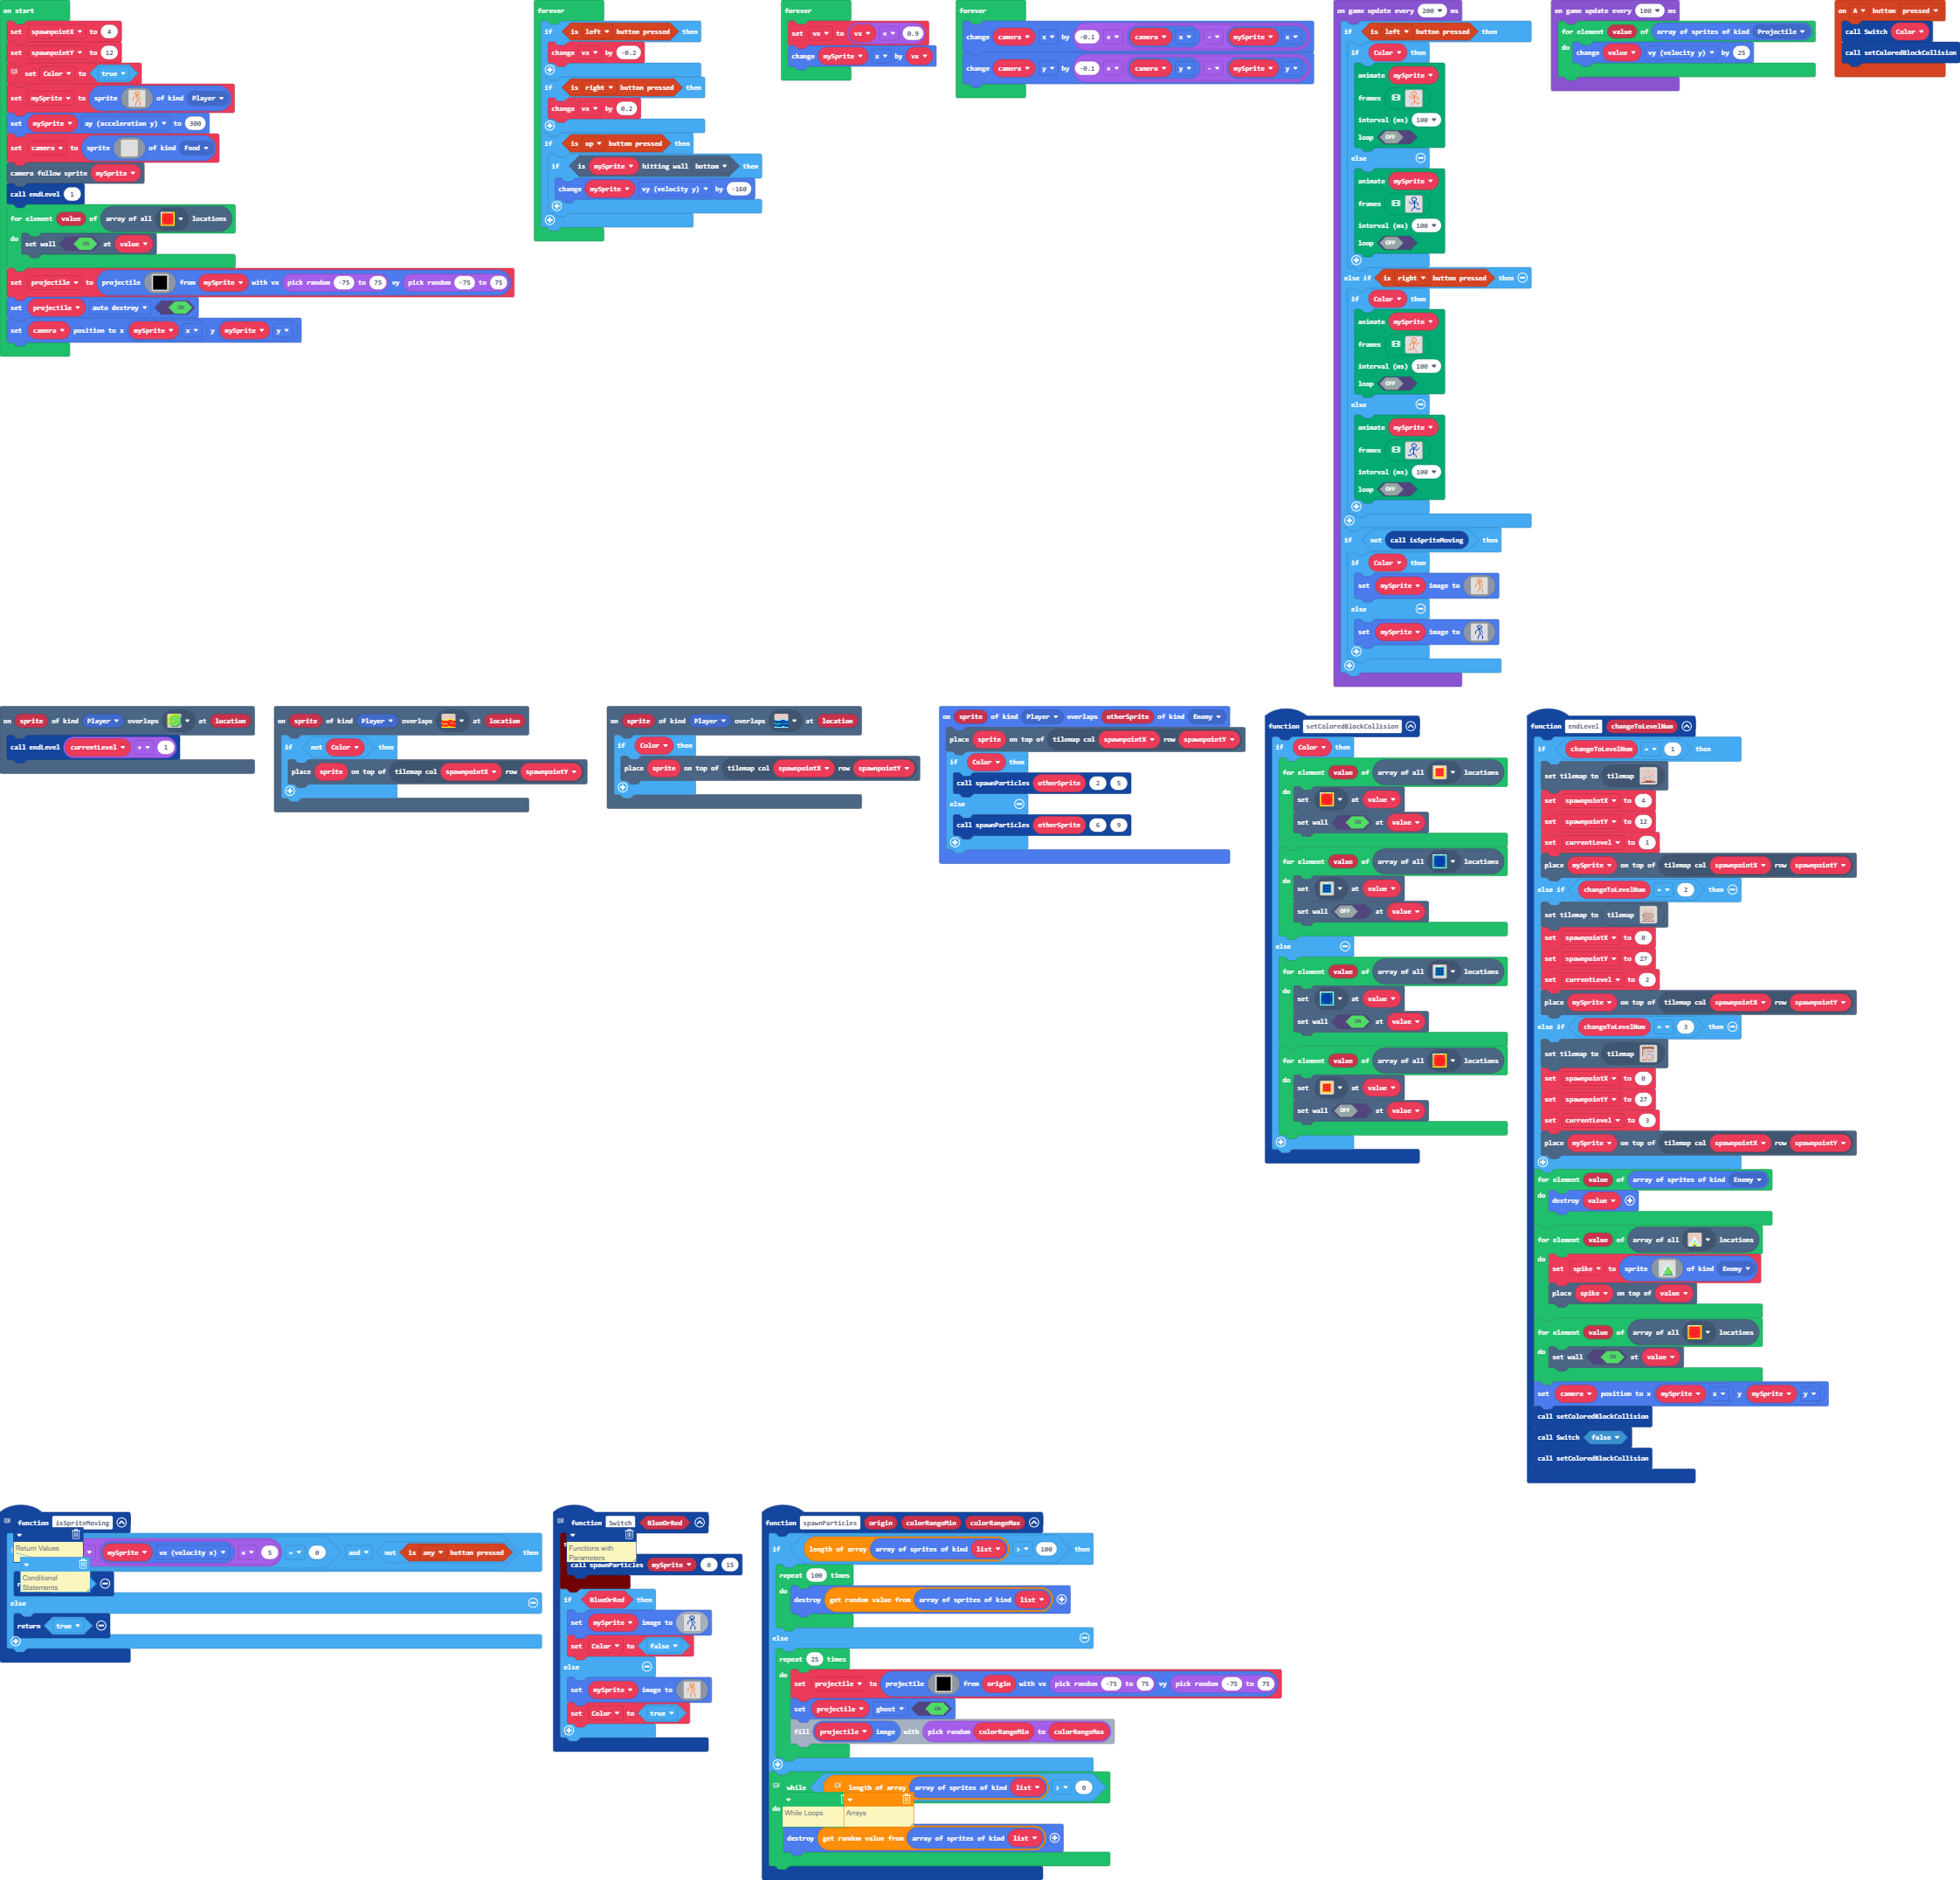 on start
set spawnpointX to 4
set spawnpointY to 12
set Color to true
set mySprite to sprite of kind Player
set mySprite ay (acceleration y) to 300
set camera to sprite of kind Food
camera follow sprite mySprite
call endLevel 1
for element value of array of all locations
do set wall ON at value
set projectile to projectile from mySprite with vx pick random -75 to 75 vy pick random -75 to 75
set projectile auto destroy ON
set camera position to x mySprite x y mySprite y
forever
if is left button pressed then
change vx by -0.2
if is right button pressed then
change vx by 0.2
if is up button pressed then
if is mySprite hitting wall bottom then
change mySprite vy (velocity y) by -160
forever
set vx to vx × 0.9
change mySprite x by vx
forever
change camera x by -0.1 × camera x - mySprite x
change camera y by -0.1 × camera y - mySprite y
on game update every 200 ms
if is left button pressed then
if Color then
animate mySprite
frames
interval (ms) 100
loop OFF
else
animate mySprite
frames
interval (ms) 100
loop OFF
else if is right button pressed then
if Color then
animate mySprite
frames
interval (ms) 100
loop OFF
else
animate mySprite
frames
interval (ms) 100
loop OFF
if not call isSpriteMoving then
if Color then
set mySprite image to
else
set mySprite image to
on game update every 100 ms
for element value of array of sprites of kind Projectile
do change value vy (velocity y) by 25
on A button pressed
call Switch Color
call setColoredBlockCollision
on sprite of kind Player overlaps at location
call endLevel currentLevel + 1
on sprite of kind Player overlaps at location
if not Color then
place sprite on top of tilemap col spawnpointX row spawnpointY
on sprite of kind Player overlaps at location
if Color then
place sprite on top of tilemap col spawnpointX row spawnpointY
on sprite of kind Player overlaps otherSprite of kind Enemy
place sprite on top of tilemap col spawnpointX row spawnpointY
if Color then
call spawnParticles otherSprite 2 5
else
call spawnParticles otherSprite 6 9
function setColoredBlockCollision
if Color then
for element value of array of all locations
do set at value
set wall ON at value
for element value of array of all locations
do set at value
set wall OFF at value
else
for element value of array of all locations
do set at value
set wall ON at value
for element value of array of all locations
do set at value
set wall OFF at value
function endLevel changeToLevelNum
if changeToLevelNum = 1 then
set tilemap to tilemap
set spawnpointX to 4
set spawnpointY to 12
set currentLevel to 1
place mySprite on top of tilemap col spawnpointX row spawnpointY
else if changeToLevelNum = 2 then
set tilemap to tilemap
set spawnpointX to 0
set spawnpointY to 27
set currentLevel to 2
place mySprite on top of tilemap col spawnpointX row spawnpointY
else if changeToLevelNum = 3 then
set tilemap to tilemap
set spawnpointX to 0
set spawnpointY to 27
set currentLevel to 3
place mySprite on top of tilemap col spawnpointX row spawnpointY
for element value of array of sprites of kind Enemy
do destroy value
for element value of array of all locations
do set spike to sprite of kind Enemy
place spike on top of value
for element value of array of all locations
do set wall ON at value
set camera position to x mySprite x y mySprite y
call setColoredBlockCollision
call Switch false
call setColoredBlockCollision
function isSpriteMoving
Return Values
mySprite vx (velocity x) × 5 = 0 and not is any button pressed then
Conditional
Statements
else
return true
function Switch BlueOrRed
Functions with
Parameters
call spawnParticles mySprite 0 15
if BlueOrRed then
set mySprite image to
set Color to false
else
set mySprite image to
set Color to true
function spawnParticles origin colorRangeMin colorRangeMax
if length of array array of sprites of kind list > 100 then
repeat 100 times
do destroy get random value from array of sprites of kind list
else
repeat 25 times
do set projectile to projectile from origin with vx pick random -75 to 75 vy pick random -75 to 75
set projectile ghost ON
fill projectile image with pick random colorRangeMin to colorRangeMax
while length of array array of sprites of kind list > 0
do While Loops Arrays
destroy get random value from array of sprites of kind list